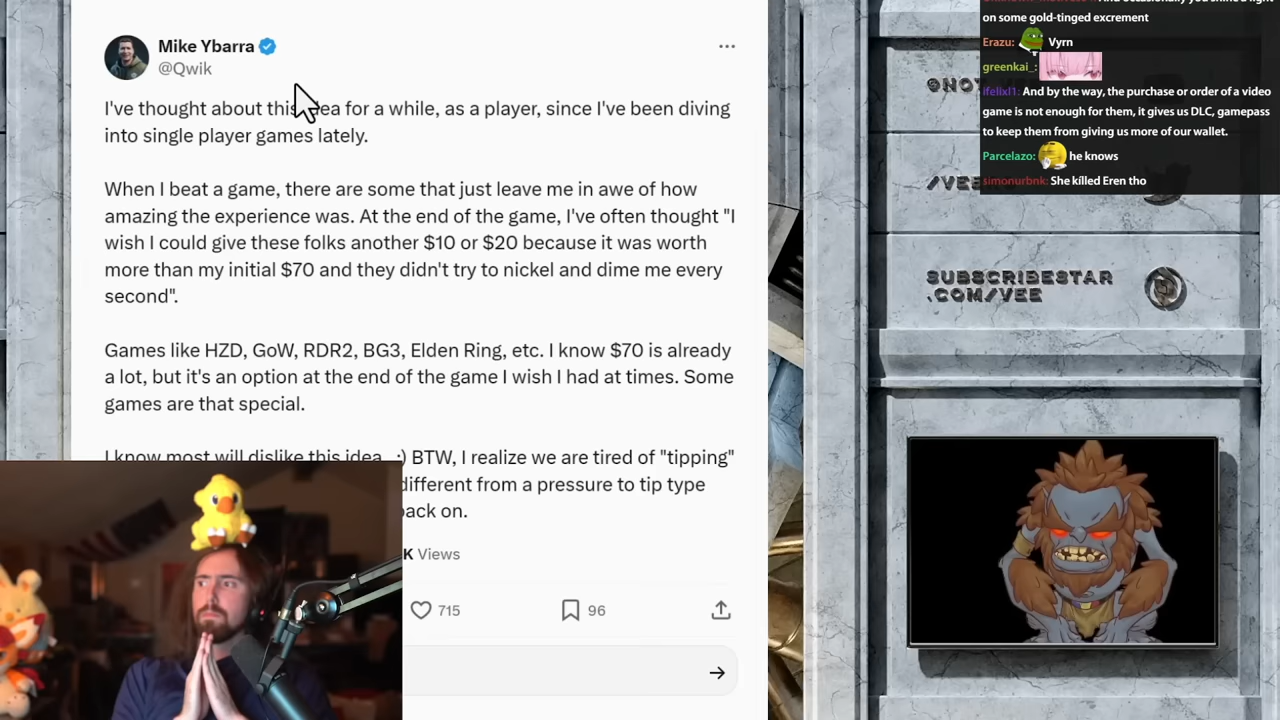 Mike Ybarra
@Qwik
I've thought about this idea for a while, as a player, since I've been diving
into single player games lately.
When I beat a game, there are some that just leave me in awe of how
amazing the experience was. At the end of the game, I've often thought "I
wish I could give these folks another $10 or $20 because it was worth
more than my initial $70 and they didn't try to nickel and dime me every
second".
Games like HZD, GoW, RDR2, BG3, Elden Ring, etc. I know $70 is already
a lot, but it's an option at the end of the game I wish I had at times. Some
games are that special.
I know most will dislike this idea. :) BTW, I realize we are tired of "tipping"
different from a pressure to tip type
back on.
K Views
715
96
on some gold-tinged excrement
Erazu: Vyrn
greenkai_:
ifelixl1: And by the way, the purchase or order of a video
game is not enough for them, it gives us DLC, gamepass
to keep them from giving us more of our wallet.
Parcelazo: he knows
simonurbnk: She kílled Eren tho
@NOT
/VEE
SUBSCRIBESTAR
.COM/VEE